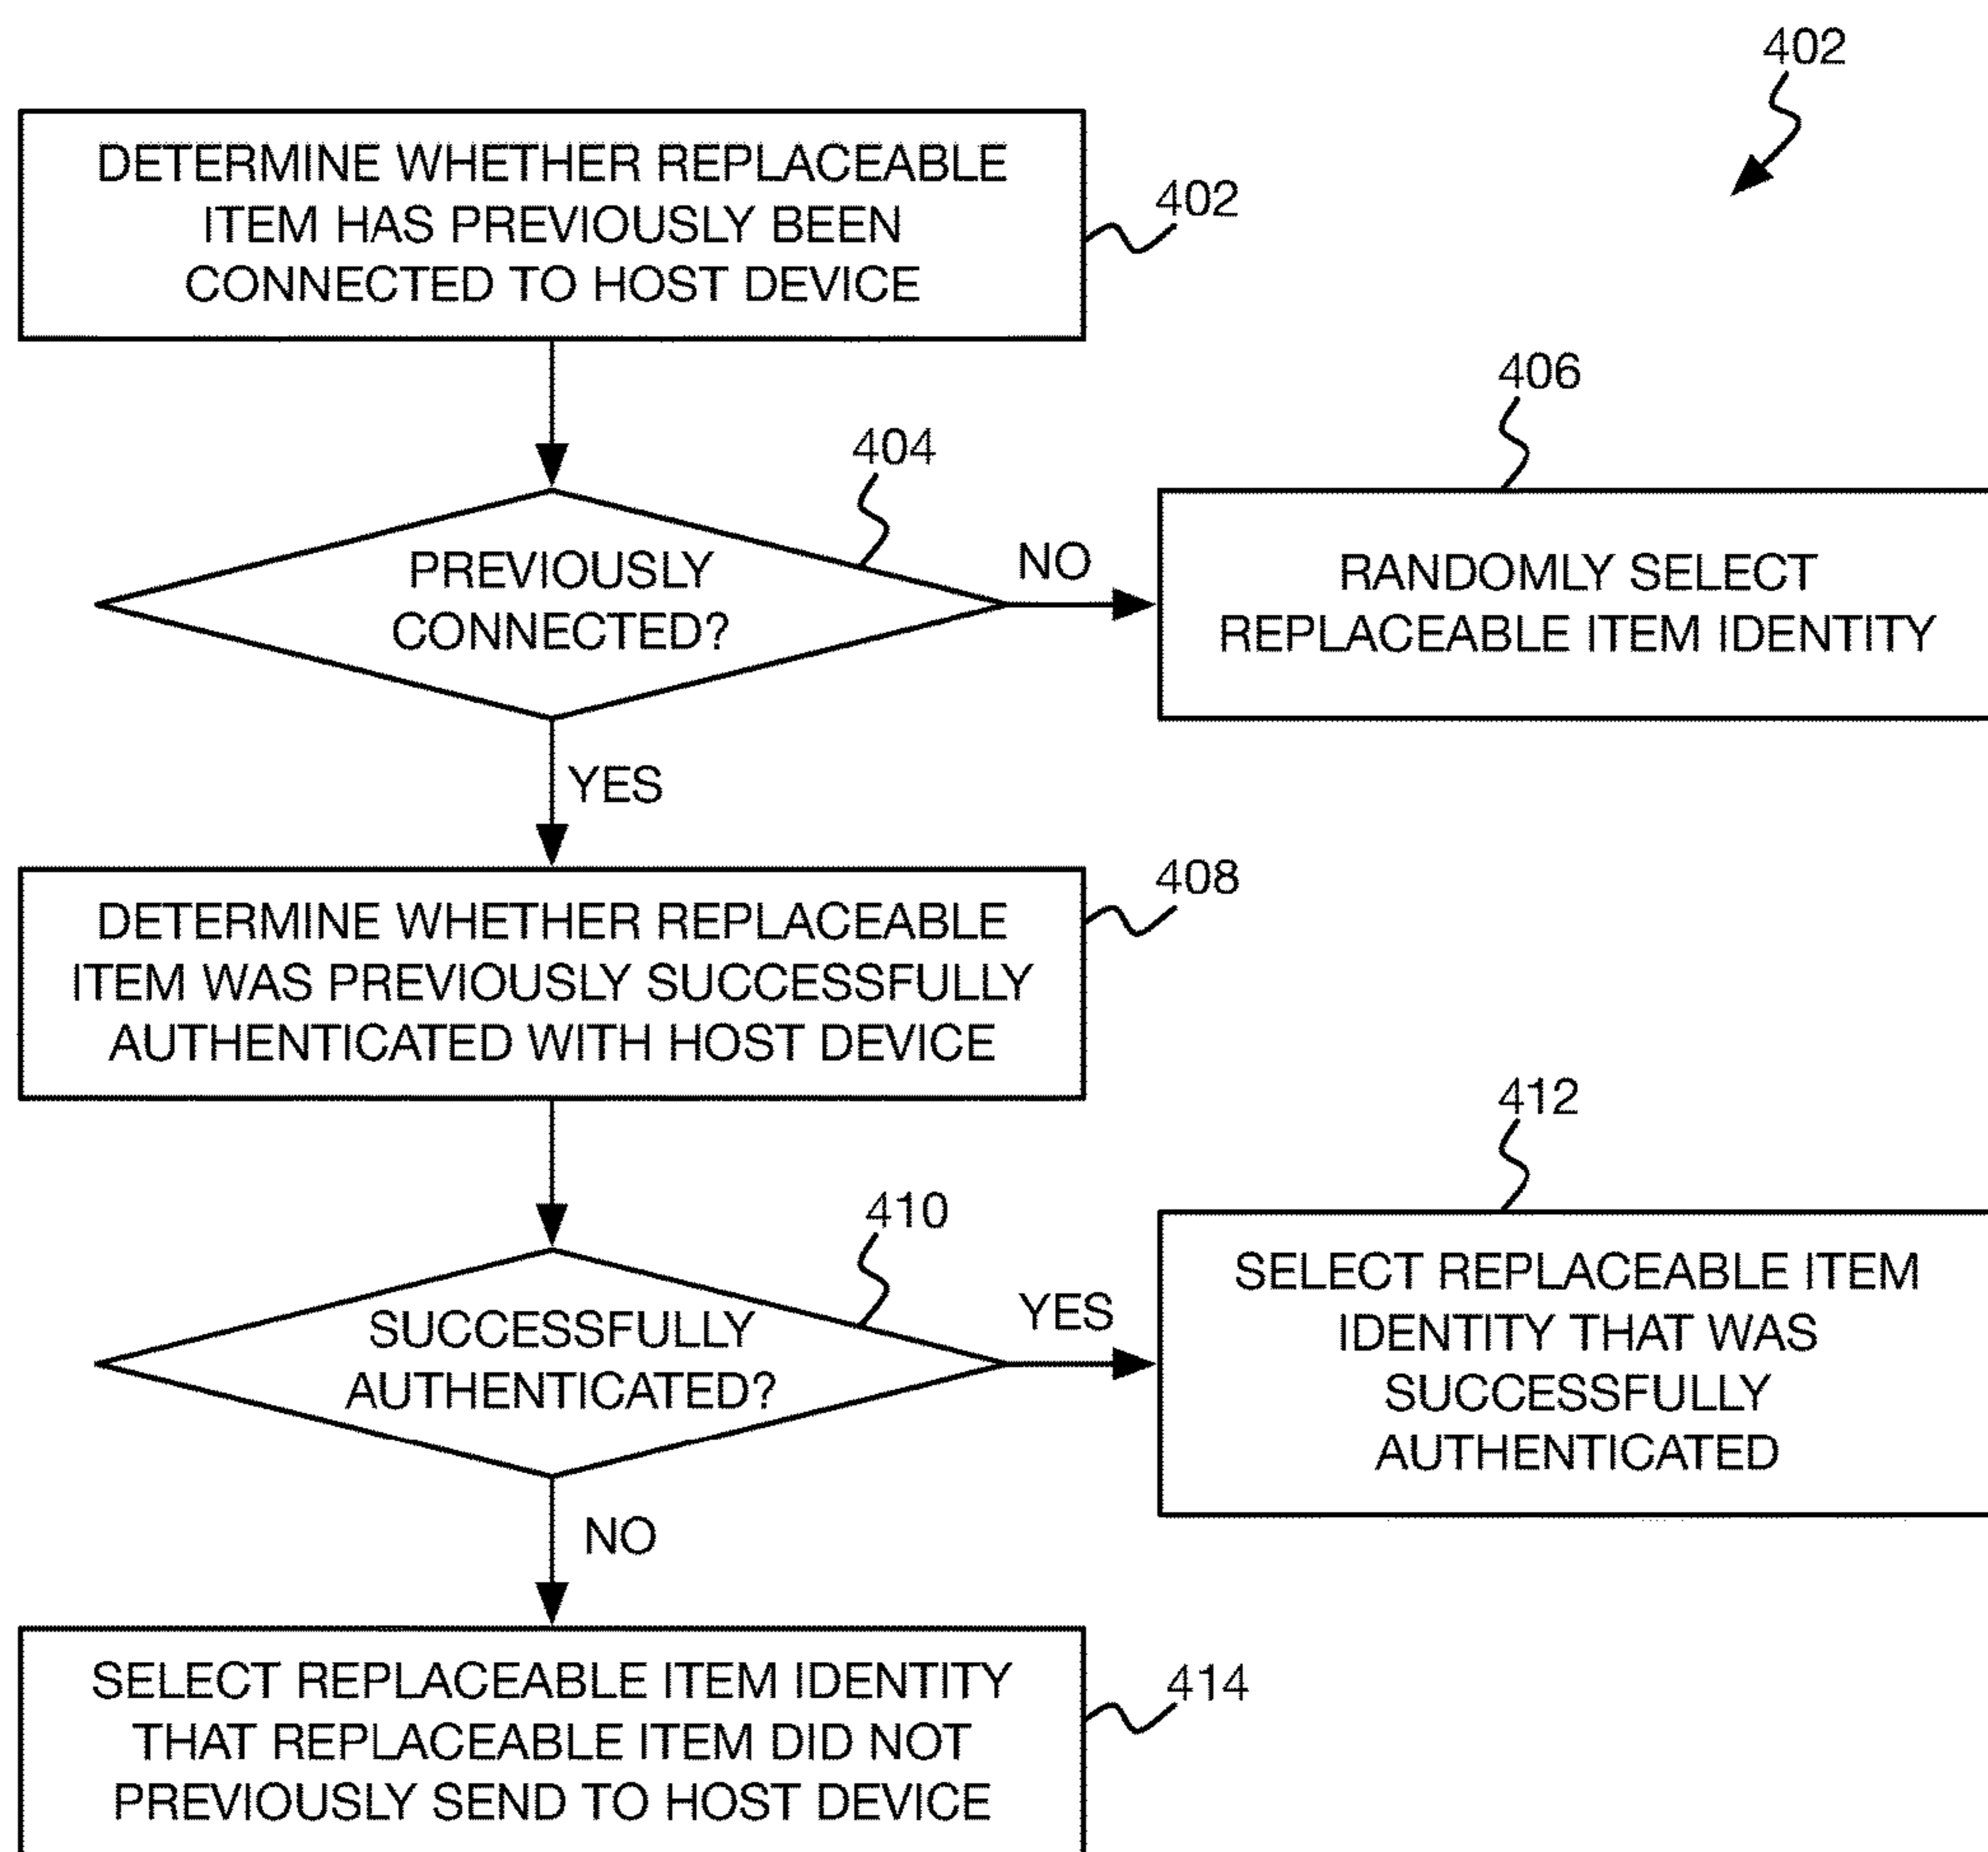 402
DETERMINE WHETHER REPLACEABLE
ITEM HAS PREVIOUSLY BEEN
CONNECTED TO HOST DEVICE
402
404
PREVIOUSLY
CONNECTED?
NO
406
RANDOMLY SELECT
REPLACEABLE ITEM IDENTITY
YES
DETERMINE WHETHER REPLACEABLE
ITEM WAS PREVIOUSLY SUCCESSFULLY
AUTHENTICATED WITH HOST DEVICE
408
410
SUCCESSFULLY
AUTHENTICATED?
YES
412
SELECT REPLACEABLE ITEM
IDENTITY THAT WAS
SUCCESSFULLY
AUTHENTICATED
NO
SELECT REPLACEABLE ITEM IDENTITY
THAT REPLACEABLE ITEM DID NOT
PREVIOUSLY SEND TO HOST DEVICE
414